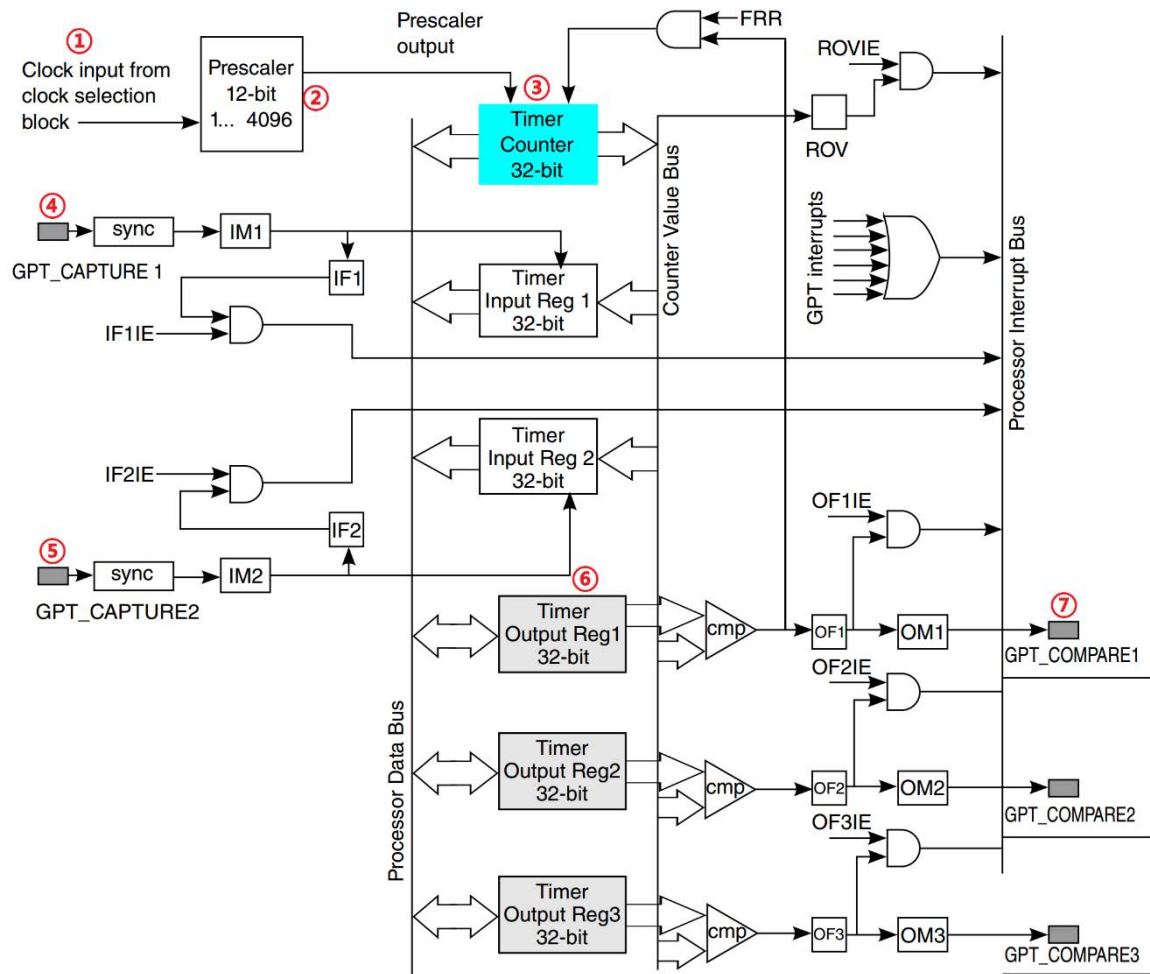 ①
Clock input from
clock selection
block
Prescaler
12-bit
1... 4096
②
Prescaler
output
③
Timer
Counter
32-bit
FRR
ROVIE
ROV
Counter Value Bus
GPT interrupts
Processor Interrupt Bus
④
GPT_CAPTURE 1
sync
IM1
IF1
IF1IE
Timer
Input Reg 1
32-bit
Timer
Input Reg 2
32-bit
IF2IE
IF2
⑤
GPT_CAPTURE2
sync
IM2
Processor Data Bus
⑥
Timer
Output Reg1
32-bit
cmp
OF1IE
OF1
OM1
⑦
GPT_COMPARE1
Timer
Output Reg2
32-bit
cmp
OF2IE
OF2
OM2
GPT_COMPARE2
Timer
Output Reg3
32-bit
cmp
OF3IE
OF3
OM3
GPT_COMPARE3